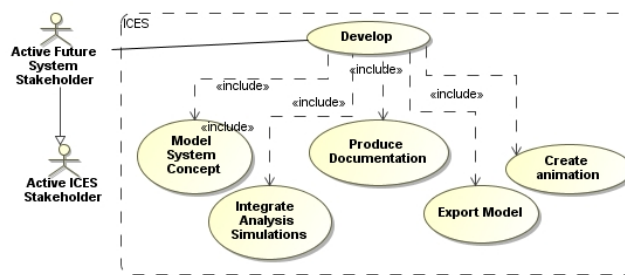 ICES
Develop
Active Future
System
Stakeholder
«include»
«include»
«include»
«include»
Model
System
Concept
Produce
Documentation
Create
animation
Active ICES
Stakeholder
Integrate
Analysis
Simulations
Export Model